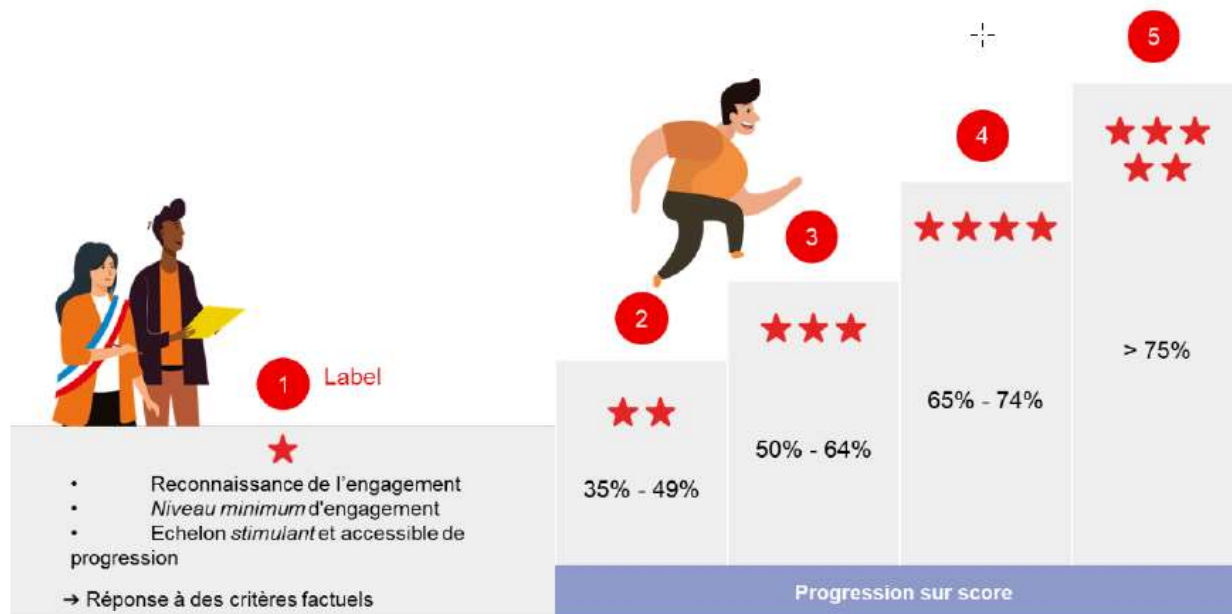 1 Label
• Reconnaissance de l'engagement
• Niveau minimum d'engagement
• Echelon stimulant et accessible de
progression
→ Réponse à des critères factuels
2
35% - 49%
3
50% - 64%
4
65% - 74%
5
> 75%
Progression sur score